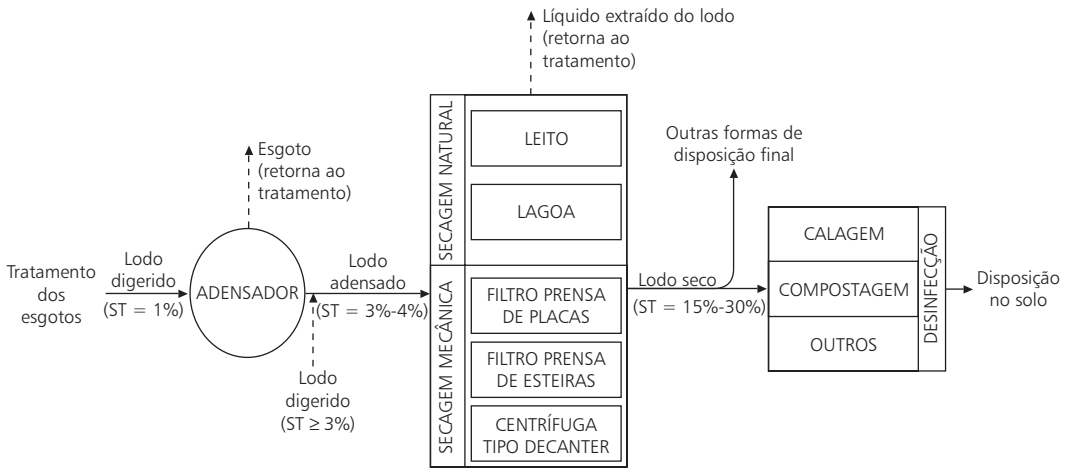 Tratamento
dos
esgotos
Lodo
digerido
(ST = 1%)
Esgoto
(retorna ao
tratamento)
ADENSADOR
Lodo
digerido
(ST ≥ 3%)
Lodo
adensado
(ST = 3%-4%)
Líquido extraído do lodo
(retorna ao
tratamento)
SECAGEM NATURAL
LEITO
LAGOA
SECAGEM MECÂNICA
FILTRO PRENSA
DE PLACAS
FILTRO PRENSA
DE ESTEIRAS
CENTRÍFUGA
TIPO DECANTER
Lodo seco
(ST = 15%-30%)
Outras formas de
disposição final
CALAGEM
COMPOSTAGEM
OUTROS
DESINFECÇÃO
Disposição
no solo